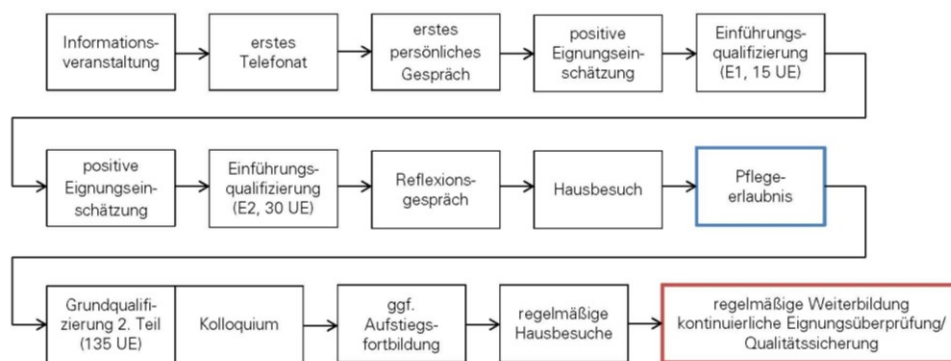 Informations-
veranstaltung
erstes
Telefonat
erstes
persönliches
Gespräch
positive
Eignungsein-
schätzung
Einführungs-
qualifizierung
(E1, 15 UE)
positive
Eignungsein-
schätzung
Einführungs-
qualifizierung
(E2, 30 UE)
Reflexions-
gespräch
Hausbesuch
Pflege-
erlaubnis
Grundqualifi-
zierung 2. Teil
(135 UE)
Kolloquium
ggf.
Aufstiegs-
fortbildung
regelmäßige
Hausbesuche
regelmäßige Weiterbildung
kontinuierliche Eignungsüberprüfung/
Qualitätssicherung